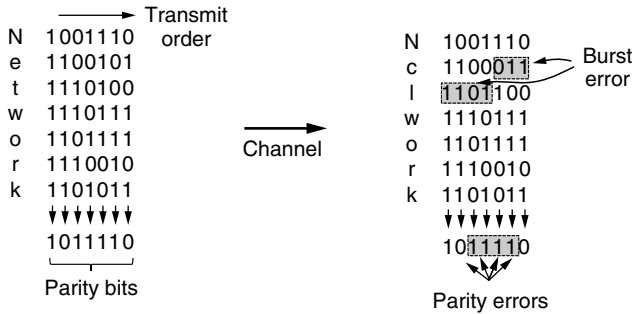 Transmit order
N 1001110
e 1100101
t 1110100
w 1110111
o 1101111
r 1110010
k 1101011
1011110
Parity bits
Channel
N 1001110
c 1100011
l 1101100
w 1110111
o 1101111
r 1110010
k 1101011
1011110
Parity errors
Burst error